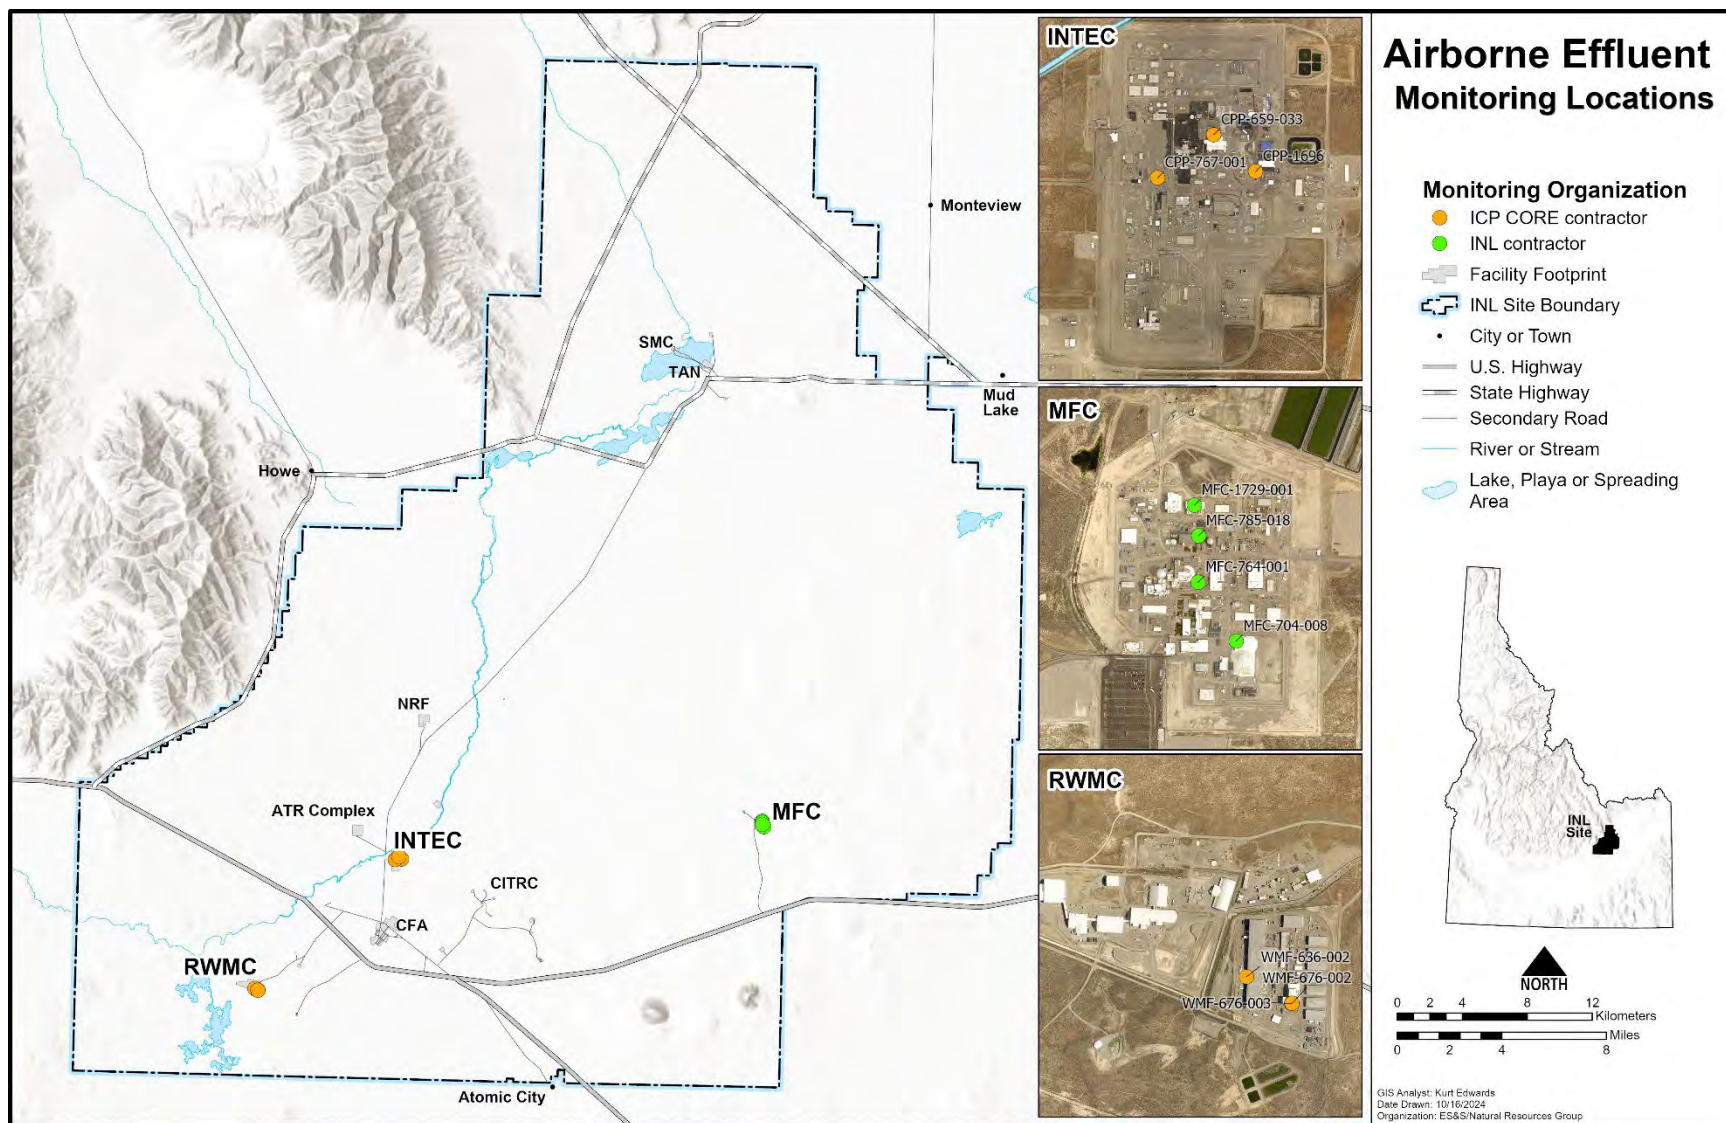 Airborne Effluent
Monitoring Locations
Monitoring Organization
ICP CORE contractor
INL contractor
Facility Footprint
INL Site Boundary
City or Town
U.S. Highway
State Highway
Secondary Road
River or Stream
Lake, Playa or Spreading
Area
INL
Site
NORTH
0 2 4 8 12
Kilometers
Miles
0 2 4 8
GIS Analyst: Kurt Edwards
Date Drawn: 10/16/2024
Organization: ES&S/Natural Resources Group
INTEC
CPP-659-033
CPP-767-001
CPP-1696
MFC
MFC-1729-001
MFC-785-018
MFC-764-001
MFC-704-008
RWMC
WMF-636-002
WMF-676-002
WMF-676-003
Monteview
SMC
TAN
Mud
Lake
Howe
NRF
ATR Complex
INTEC
MFC
CITRC
CFA
RWMC
Atomic City